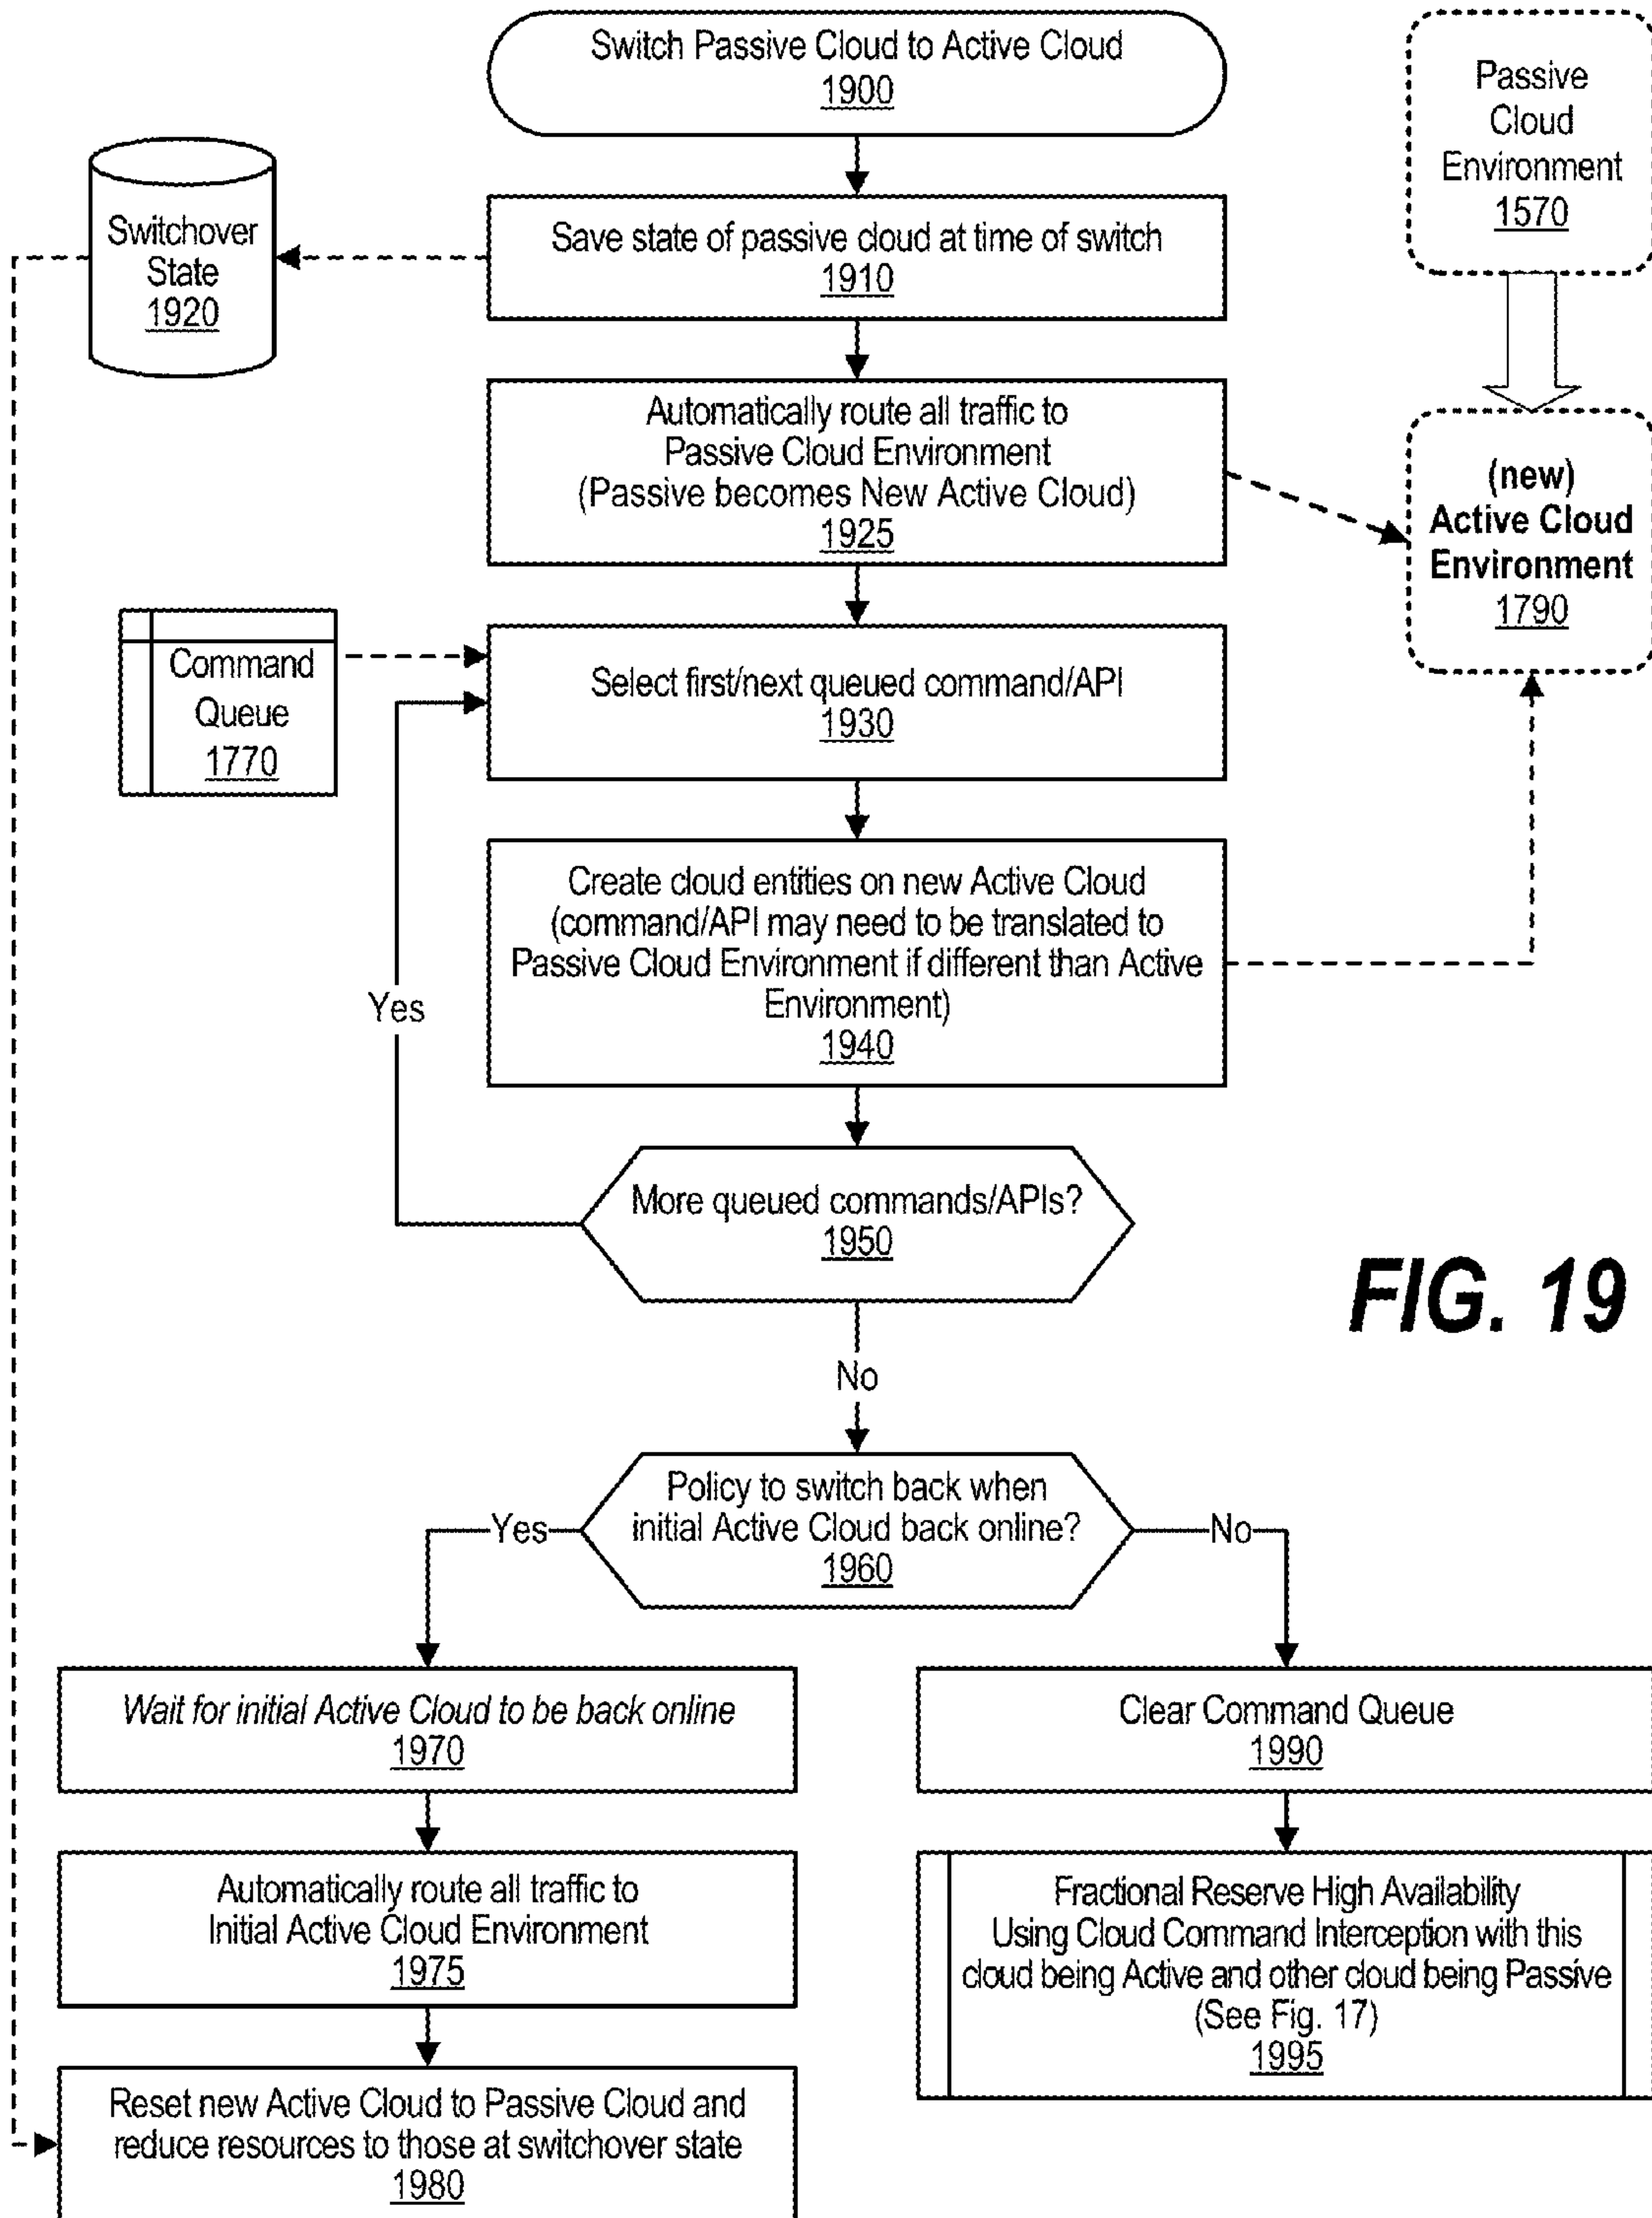 Switch Passive Cloud to Active Cloud
1900
Passive
Cloud
Environment
1570
Switchover
State
1920
Save state of passive cloud at time of switch
1910
Automatically route all traffic to
Passive Cloud Environment
(Passive becomes New Active Cloud)
1925
(new)
Active Cloud
Environment
1790
Command
Queue
1770
Select first/next queued command/API
1930
Create cloud entities on new Active Cloud
(command/API may need to be translated to
Passive Cloud Environment if different than Active
Environment)
1940
Yes
More queued commands/APIs?
1950
FIG. 19
No
Policy to switch back when
initial Active Cloud back online?
1960
Yes
No
Wait for initial Active Cloud to be back online
1970
Clear Command Queue
1990
Automatically route all traffic to
Initial Active Cloud Environment
1975
Fractional Reserve High Availability
Using Cloud Command Interception with this
cloud being Active and other cloud being Passive
(See Fig. 17)
1995
Reset new Active Cloud to Passive Cloud and
reduce resources to those at switchover state
1980